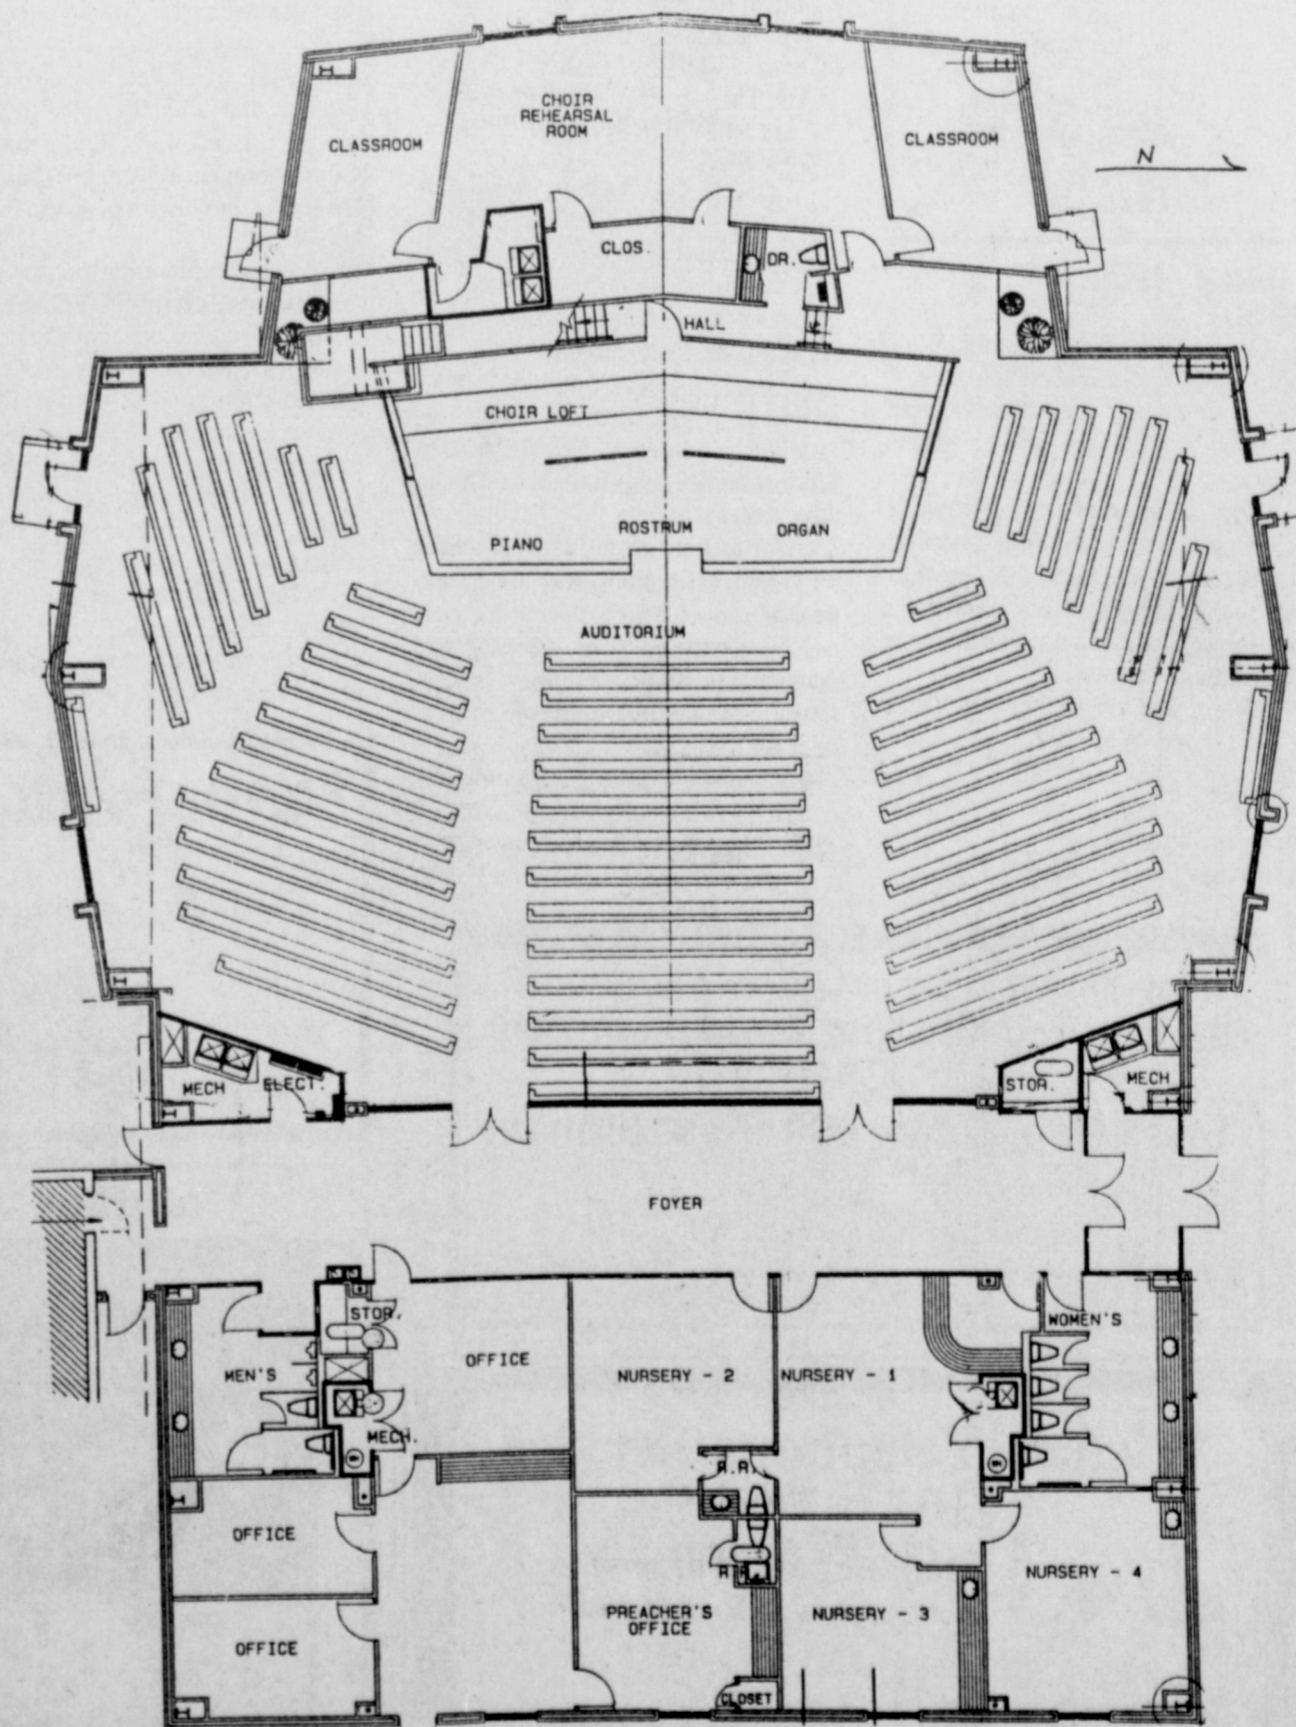 CHOIR
REHEARSAL
ROOM
CLASSROOM
CLASSROOM
N
CLOS.
DR.
HALL
CHOIR LOFT
ROSTRUM
PIANO
ORGAN
AUDITORIUM
MECH
ELECT.
STOR.
MECH
FOYER
STOR.
WOMEN'S
MEN'S
OFFICE
NURSERY - 2
NURSERY - 1
MECH.
R.R.
OFFICE
NURSERY - 4
PREACHER'S
OFFICE
NURSERY - 3
OFFICE
CLOSET